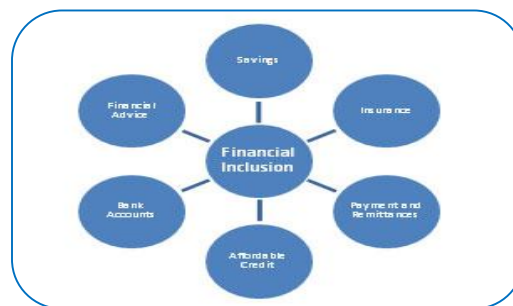 Savings
Financial
Advice
Insurance
Financial
Inclusion
Bank
Accounts
Payment and
Remittances
Affordable
Credit